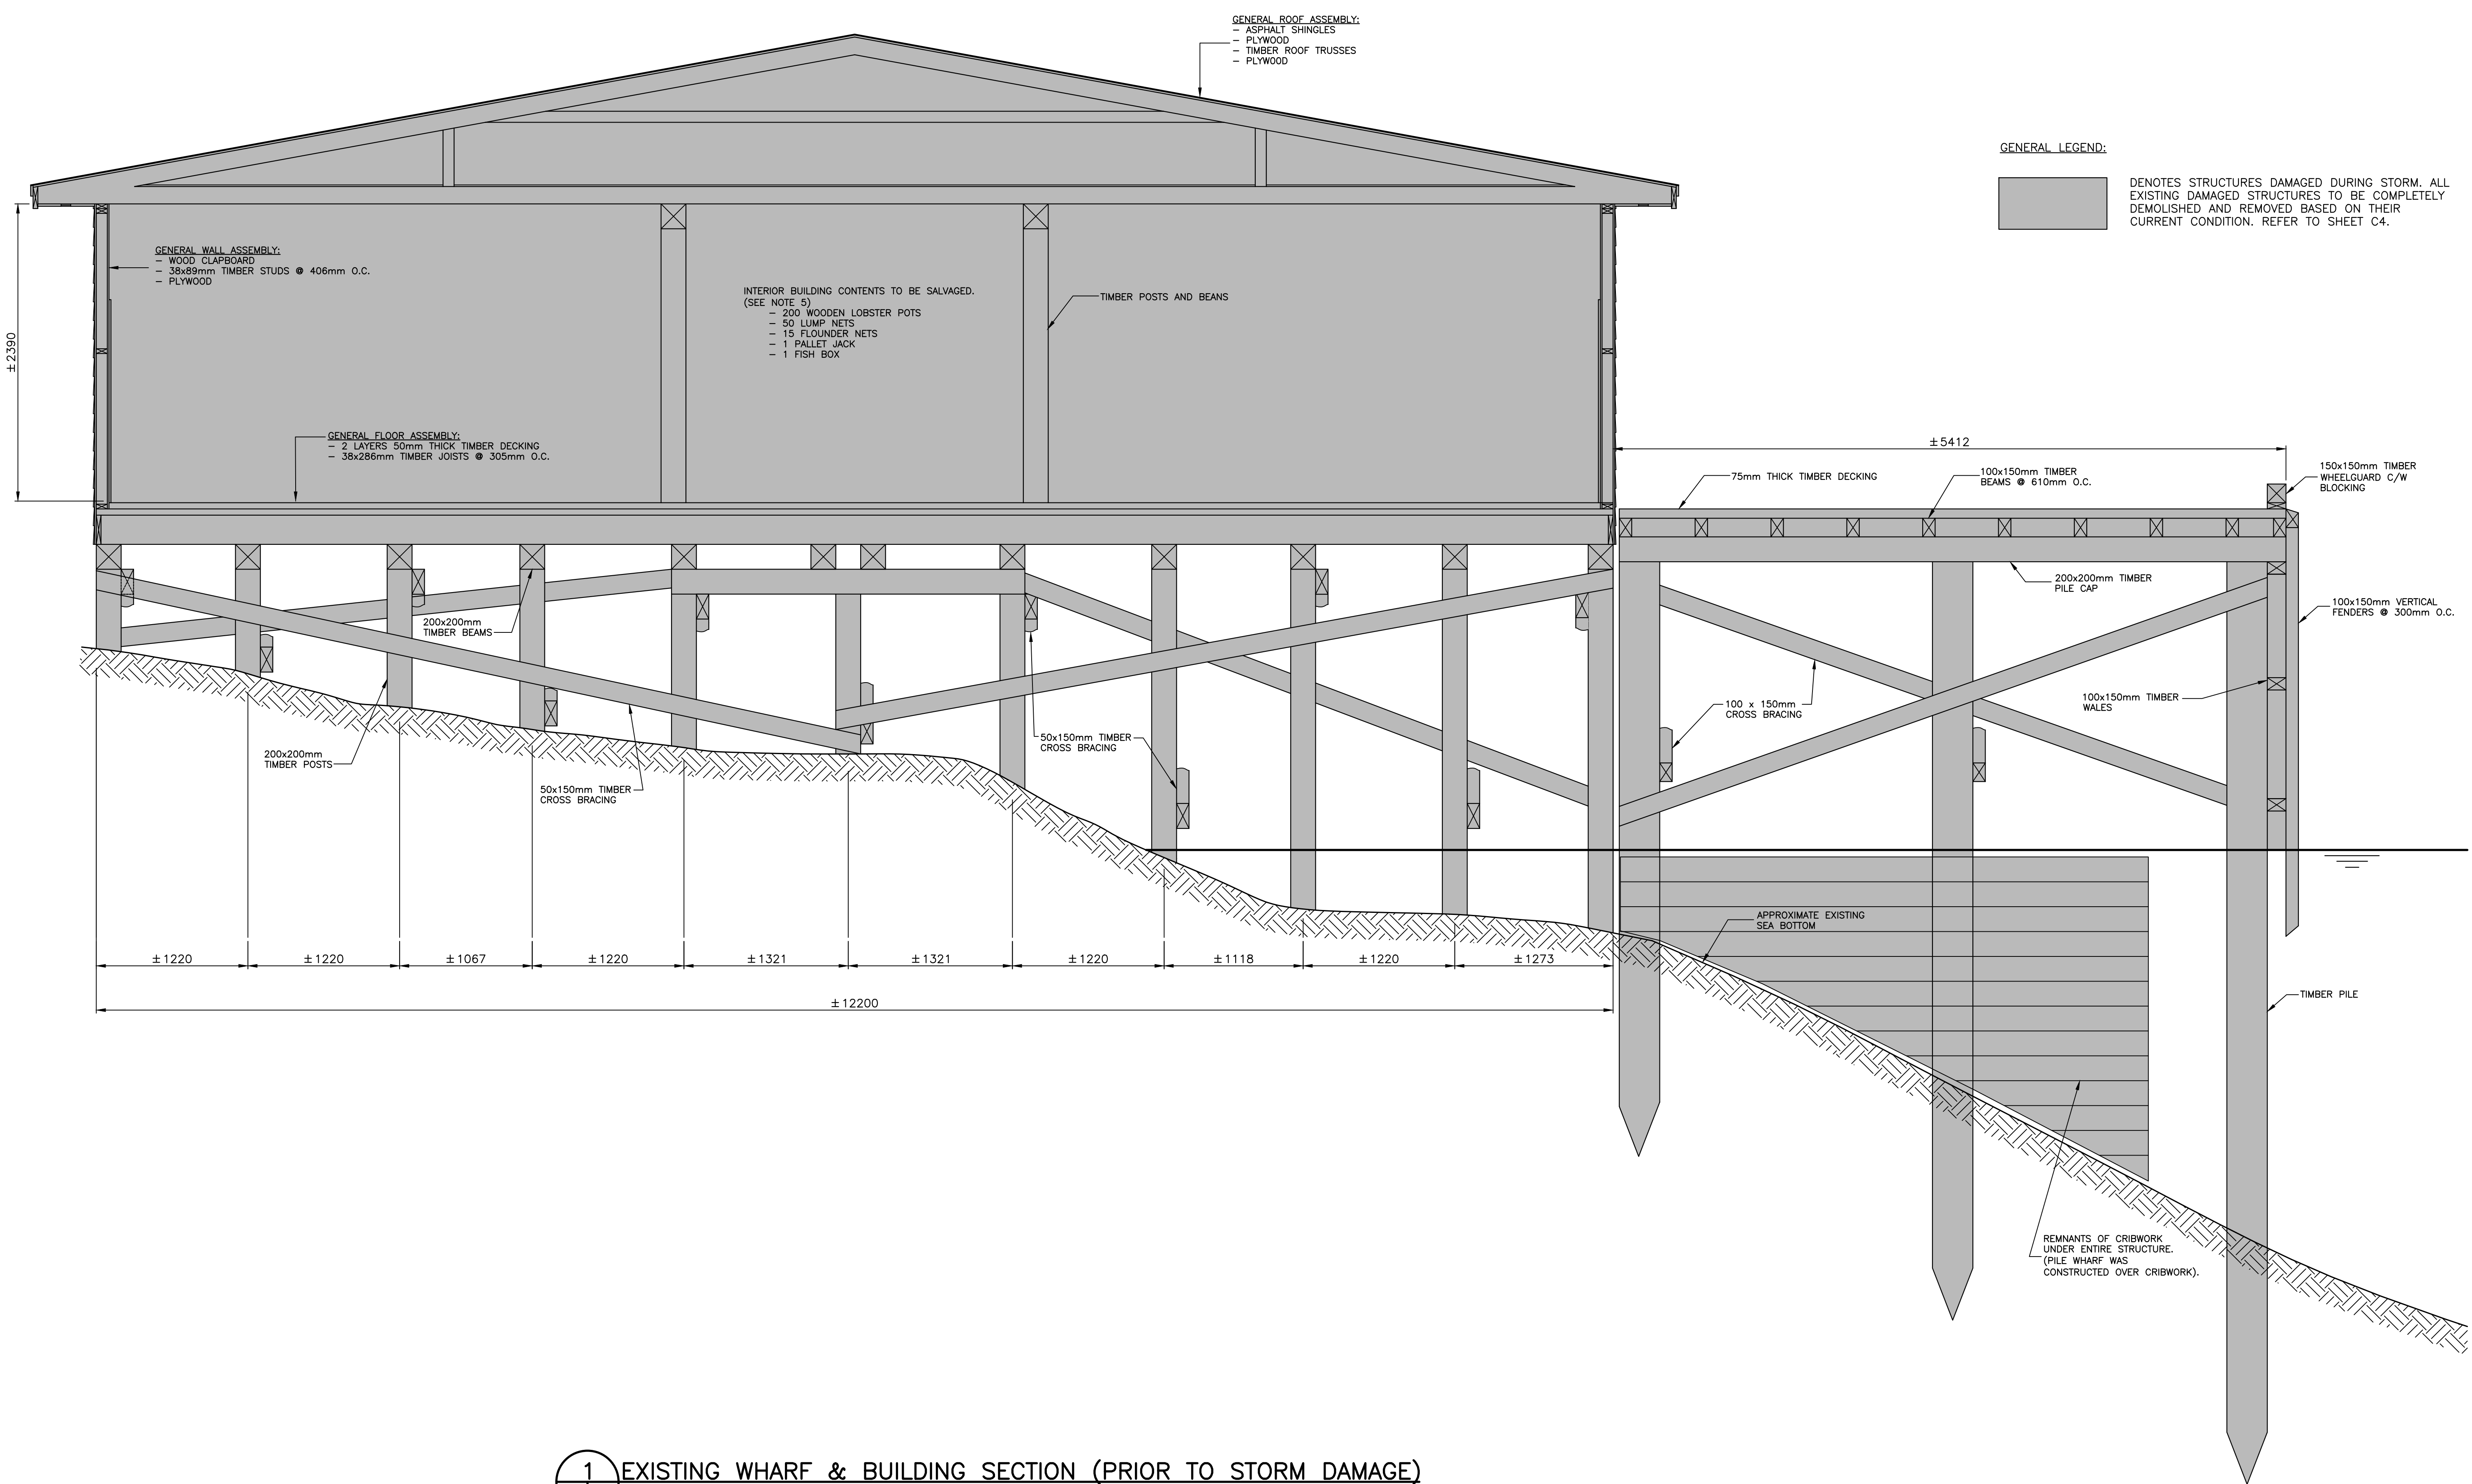 GENERAL ROOF ASSEMBLY:
- ASPHALT SHINGLES
- PLYWOOD
- TIMBER ROOF TRUSSES
- PLYWOOD
GENERAL LEGEND:
DENOTES STRUCTURES DAMAGED DURING STORM. ALL
EXISTING DAMAGED STRUCTURES TO BE COMPLETELY
DEMOLISHED AND REMOVED BASED ON THEIR
CURRENT CONDITION. REFER TO SHEET C4.
GENERAL WALL ASSEMBLY:
- WOOD CLAPBOARD
- 38x89mm TIMBER STUDS @ 406mm O.C.
- PLYWOOD
INTERIOR BUILDING CONTENTS TO BE SALVAGED.
(SEE NOTE 5)
- 200 WOODEN LOBSTER POTS
- 50 LUMP NETS
- 15 FLOUNDER NETS
- 1 PALLET JACK
- 1 FISH BOX
TIMBER POSTS AND BEANS
±2390
GENERAL FLOOR ASSEMBLY:
- 2 LAYERS 50mm THICK TIMBER DECKING
- 38x286mm TIMBER JOISTS @ 305mm O.C.
±5412
75mm THICK TIMBER DECKING
100x150mm TIMBER
BEAMS @ 610mm O.C.
150x150mm TIMBER
WHEELGUARD C/W
BLOCKING
200x200mm TIMBER
PILE CAP
100x150mm VERTICAL
FENDERS @ 300mm O.C.
200x200mm
TIMBER BEAMS
100 x 150mm
CROSS BRACING
100x150mm TIMBER
WALES
200x200mm
TIMBER POSTS
50x150mm TIMBER
CROSS BRACING
50x150mm TIMBER
CROSS BRACING
APPROXIMATE EXISTING
SEA BOTTOM
±1220
±1220
±1067
±1220
±1321
±1321
±1220
±1118
±1220
±1273
±12200
TIMBER PILE
REMNANTS OF CRIBWORK
UNDER ENTIRE STRUCTURE.
(PILE WHARF WAS
CONSTRUCTED OVER CRIBWORK).
1 EXISTING WHARF & BUILDING SECTION (PRIOR TO STORM DAMAGE)